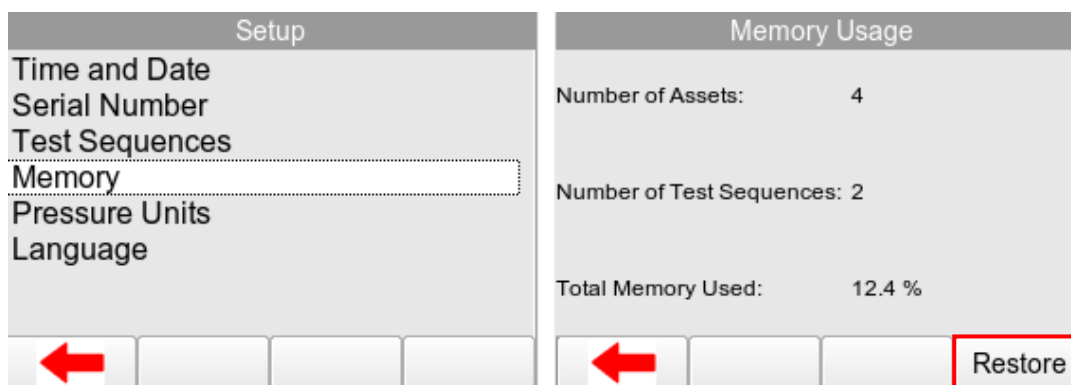 Setup
Time and Date
Serial Number
Test Sequences
Memory
Pressure Units
Language
Memory Usage
Number of Assets: 4
Number of Test Sequences: 2
Total Memory Used: 12.4 %
Restore